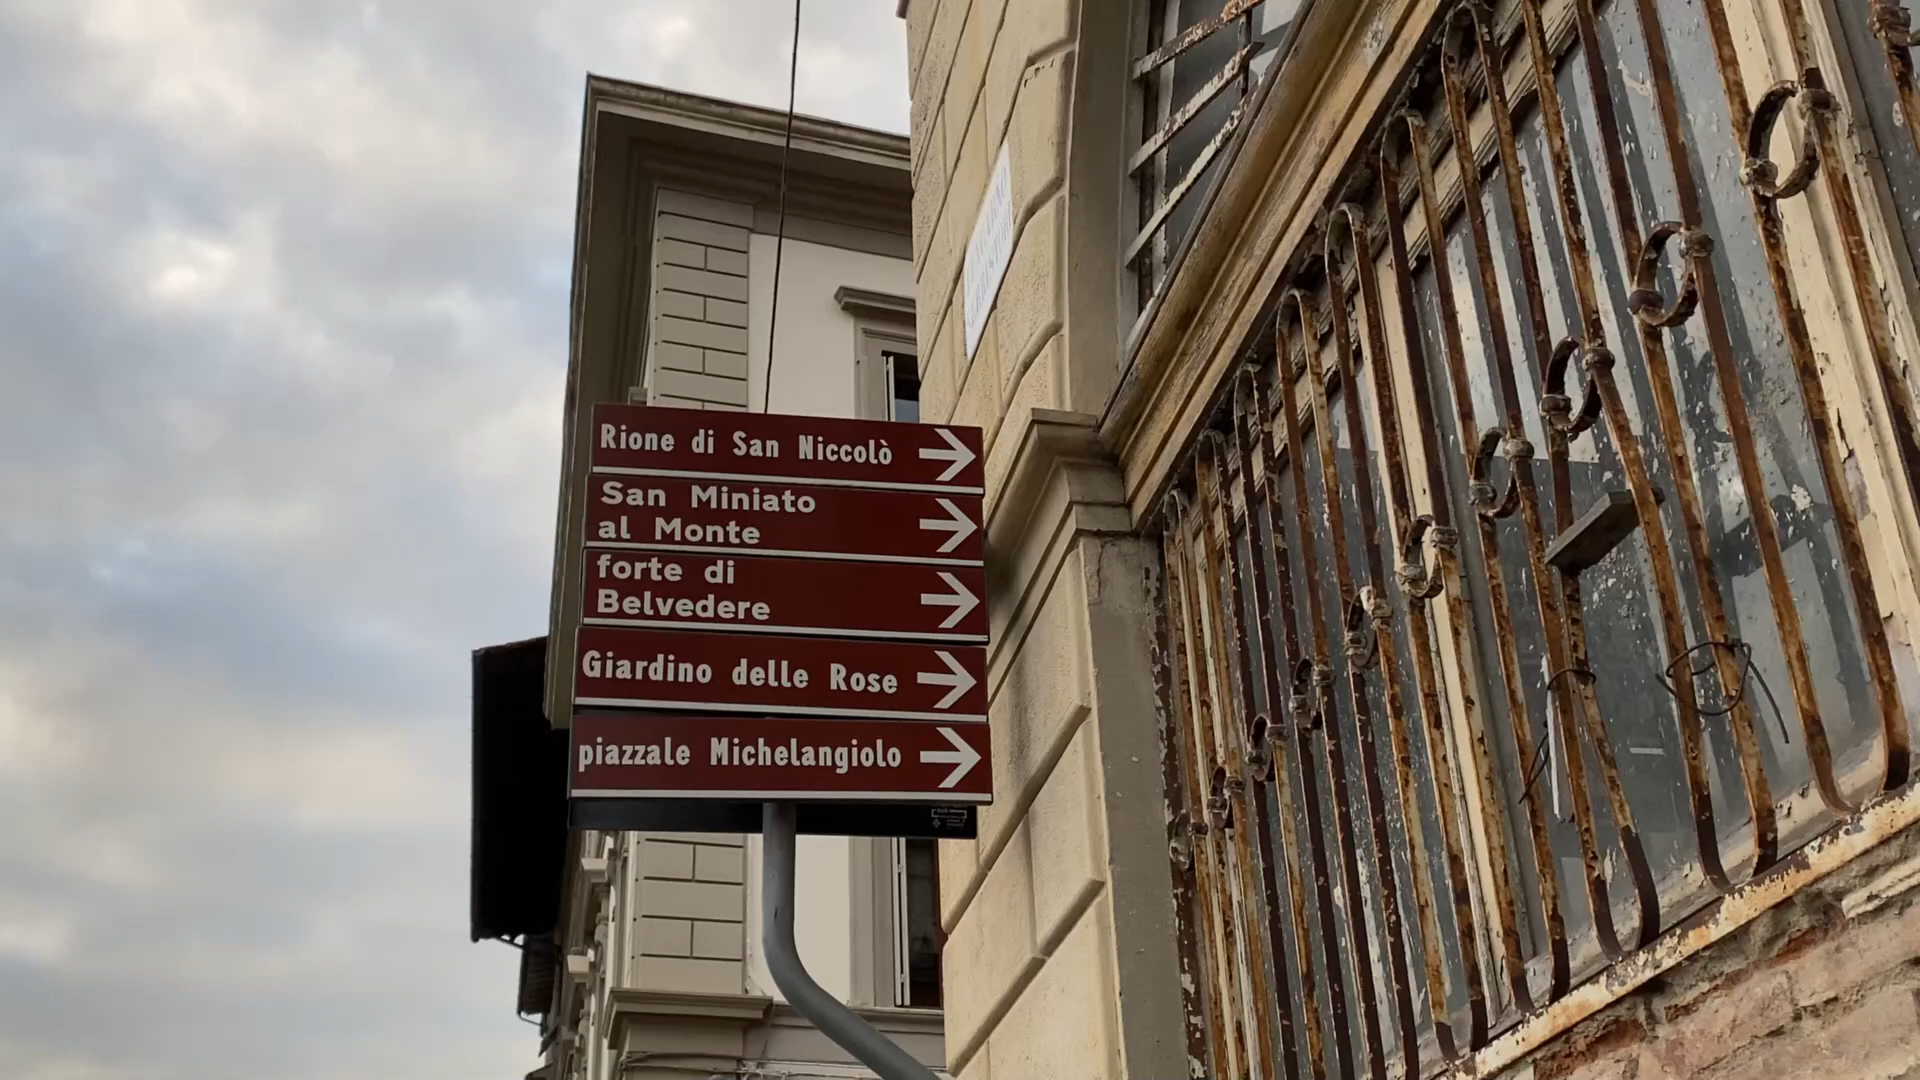 Rione di San Niccolò
San Miniato
al Monte
forte di
Belvedere
Giardino delle Rose
piazzale Michelangiolo